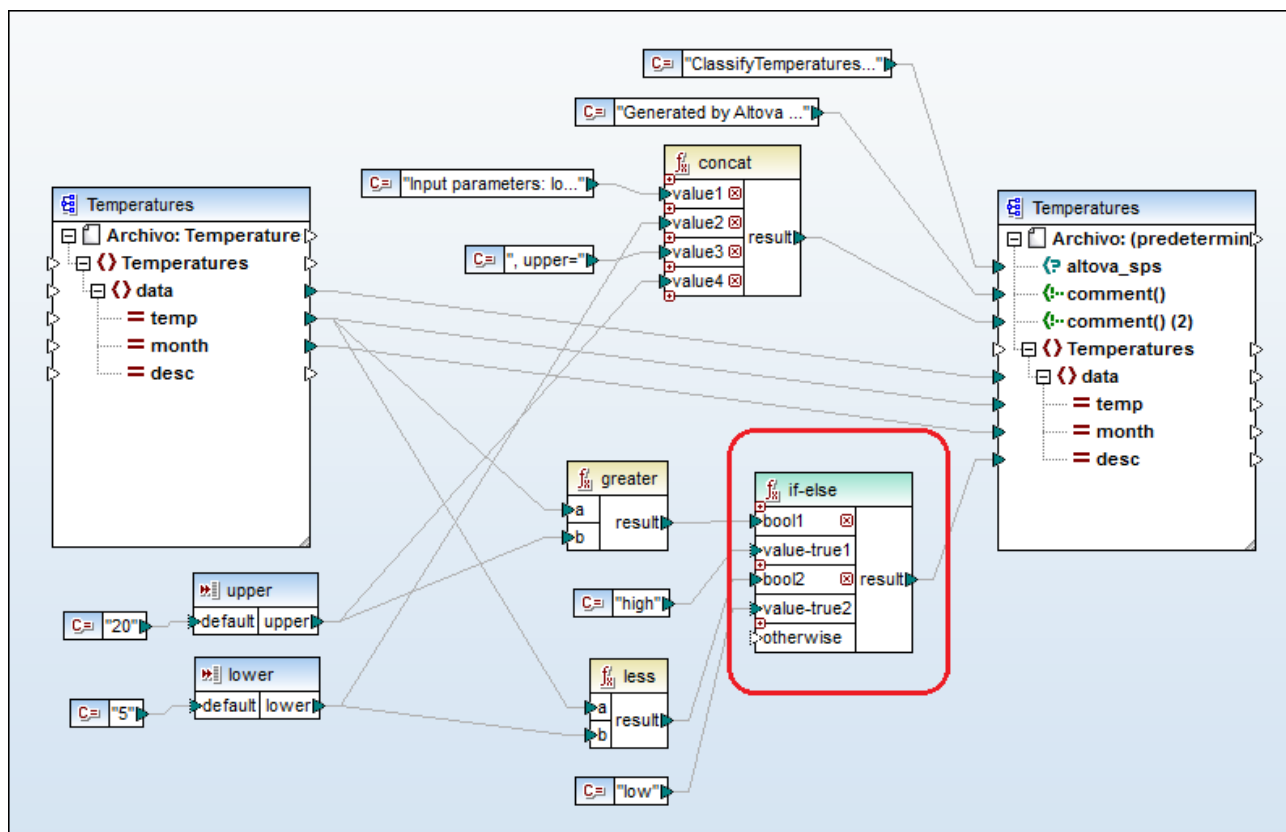 "ClassifyTemperatures..."
"Generated by Altova ..."
"Input parameters: lo..."
", upper="
concat
value1
value2
value3
value4
result
Temperatures
Archivo: Temperature
Temperatures
data
temp
month
desc
Temperatures
Archivo: (predetermin
altova_sps
comment()
comment() (2)
Temperatures
data
temp
month
desc
greater
a
b
result
if-else
bool1
value-true1
bool2
value-true2
otherwise
result
"high"
"20"
upper
default upper
"5"
lower
default lower
less
a
b
result
"low"